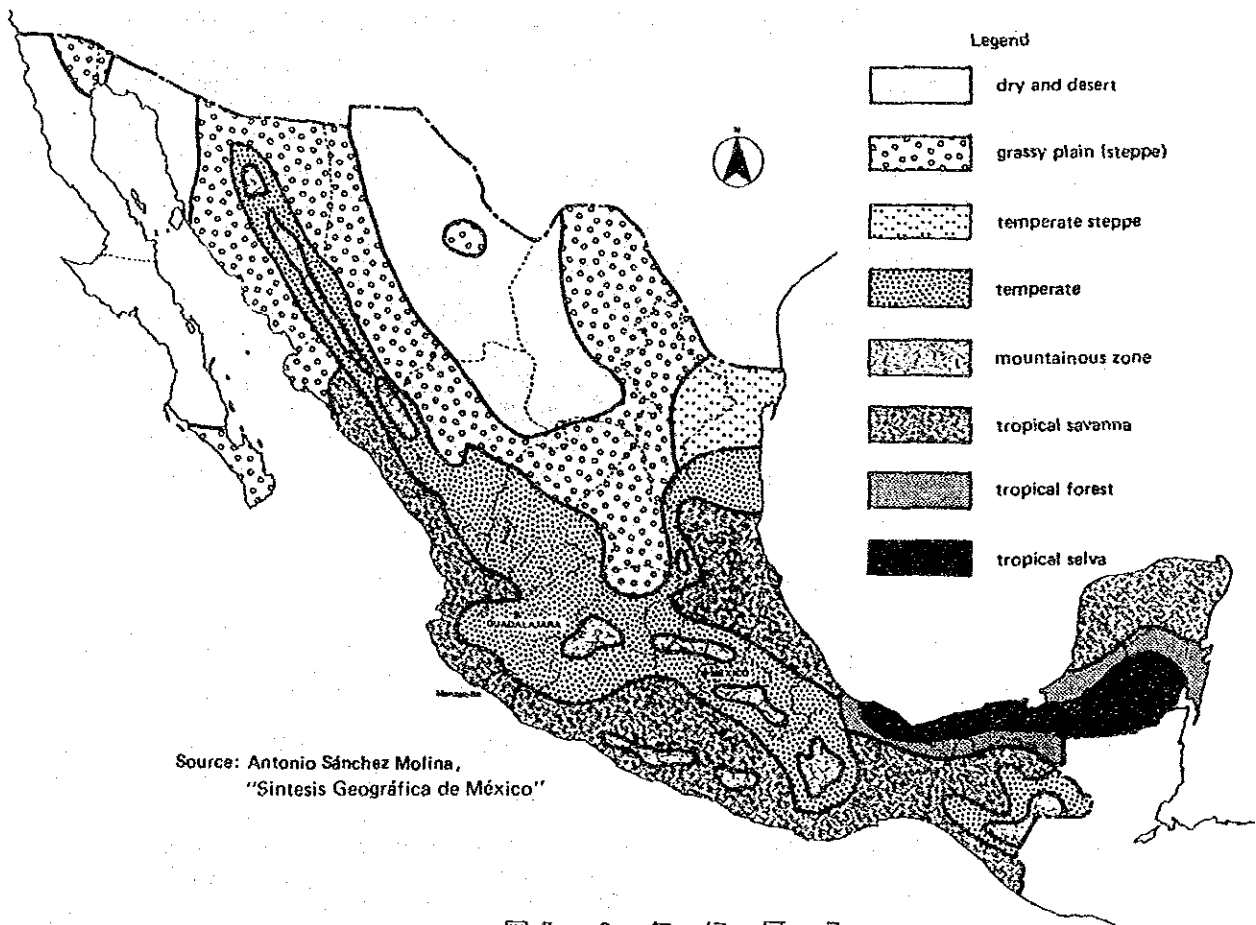 Legend
dry and desert
grassy plain (steppe)
N
temperate steppe
temperate
mountainous zone
tropical savanna
tropical forest
tropical selva
GUADALAJARA
Source: Antonio Sánchez Molina,
"Sintesis Geográfica de México"